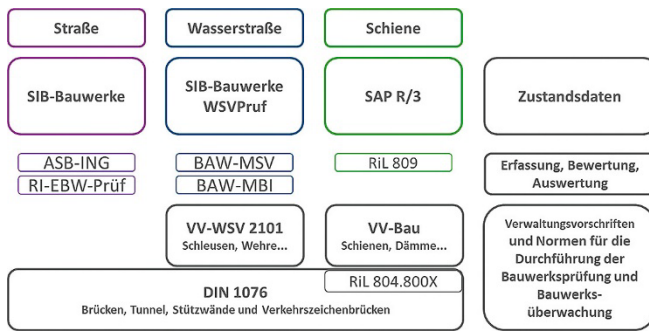 Straße
Wasserstraße
Schiene
SIB-Bauwerke
SIB-Bauwerke
WSVPruf
SAP R/3
Zustandsdaten
ASB-ING
RI-EBW-Prüf
BAW-MSV
BAW-MBI
RiL 809
Erfassung, Bewertung,
Auswertung
VV-WSV 2101
Schleusen, Wehre...
VV-Bau
Schienen, Dämme...
Verwaltungsvorschriften
und Normen für die
Durchführung der
Bauwerksprüfung und
Bauwerks-
überwachung
RiL 804.800X
DIN 1076
Brücken, Tunnel, Stützwände und Verkehrszeichenbrücken